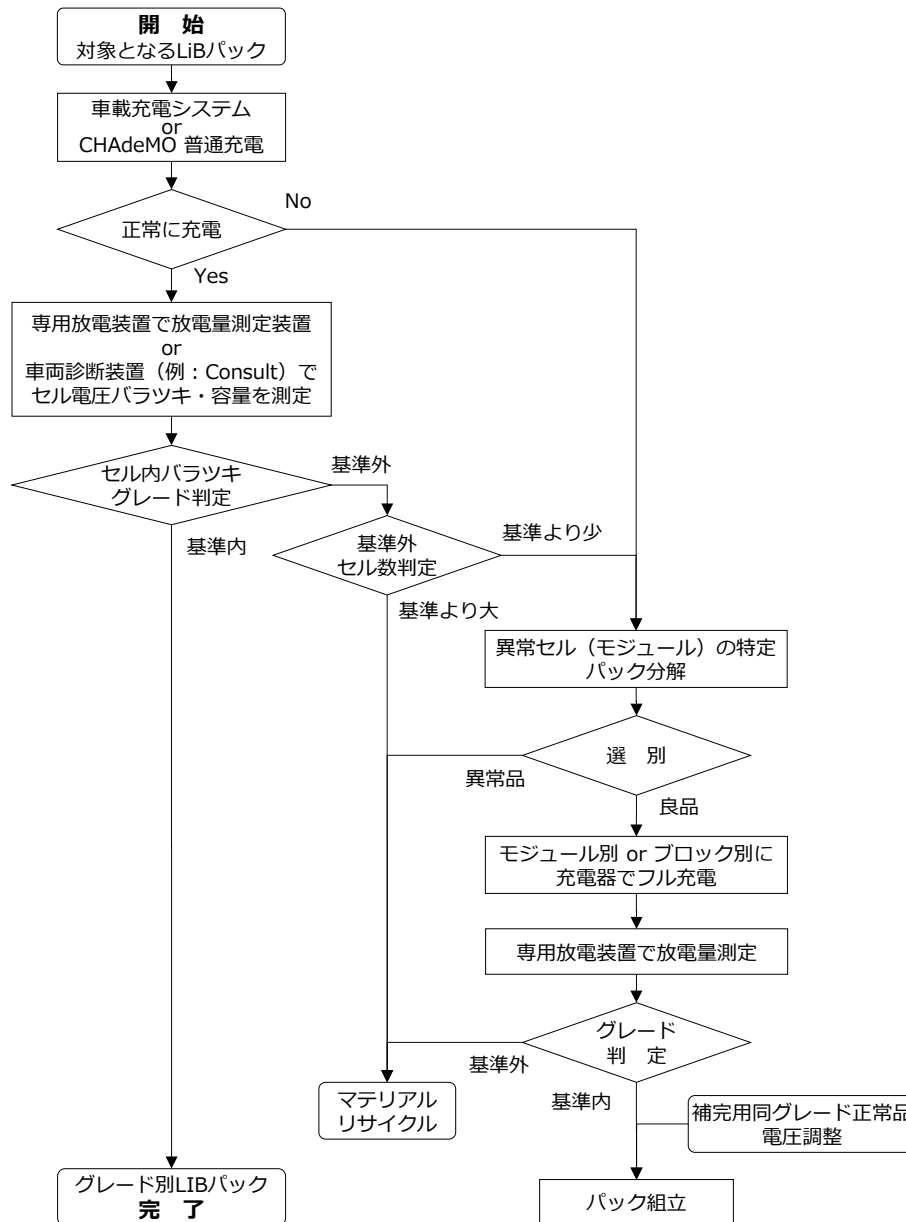 開　始
対象となるLiBパック
車載充電システム
or
CHAdeMO 普通充電
No
正常に充電
Yes
専用放電装置で放電量測定装置
or
車両診断装置（例：Consult）で
セル電圧バラツキ・容量を測定
セル内バラツキ
グレード判定
基準外
基準内
基準外
セル数判定
基準より少
基準より大
異常セル（モジュール）の特定
パック分解
選　別
異常品
良品
モジュール別 or ブロック別に
充電器でフル充電
専用放電装置で放電量測定
グレード
判　定
基準外
基準内
マテリアル
リサイクル
補完用同グレード正常品
電圧調整
グレード別LIBパック
完　了
パック組立